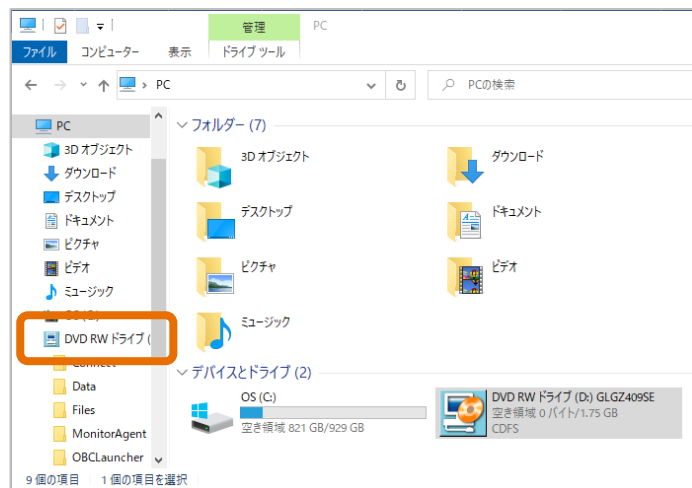 管理 PC
ファイル コンピューター 表示 ドライブ ツール
PC PCの検索
PC
3D オブジェクト
ダウンロード
デスクトップ
ドキュメント
ピクチャ
ビデオ
ミュージック
DVD RW ドライブ (
Connect
Data
Files
MonitorAgent
OBCLauncher
フォルダー (7)
3D オブジェクト ダウンロード
デスクトップ ドキュメント
ピクチャ ビデオ
ミュージック
デバイスとドライブ (2)
OS (C:)
空き領域 821 GB/929 GB
DVD RW ドライブ (D:) GLGZ409SE
空き領域 0 バイト/1.75 GB
CDFS
9 個の項目 1 個の項目を選択